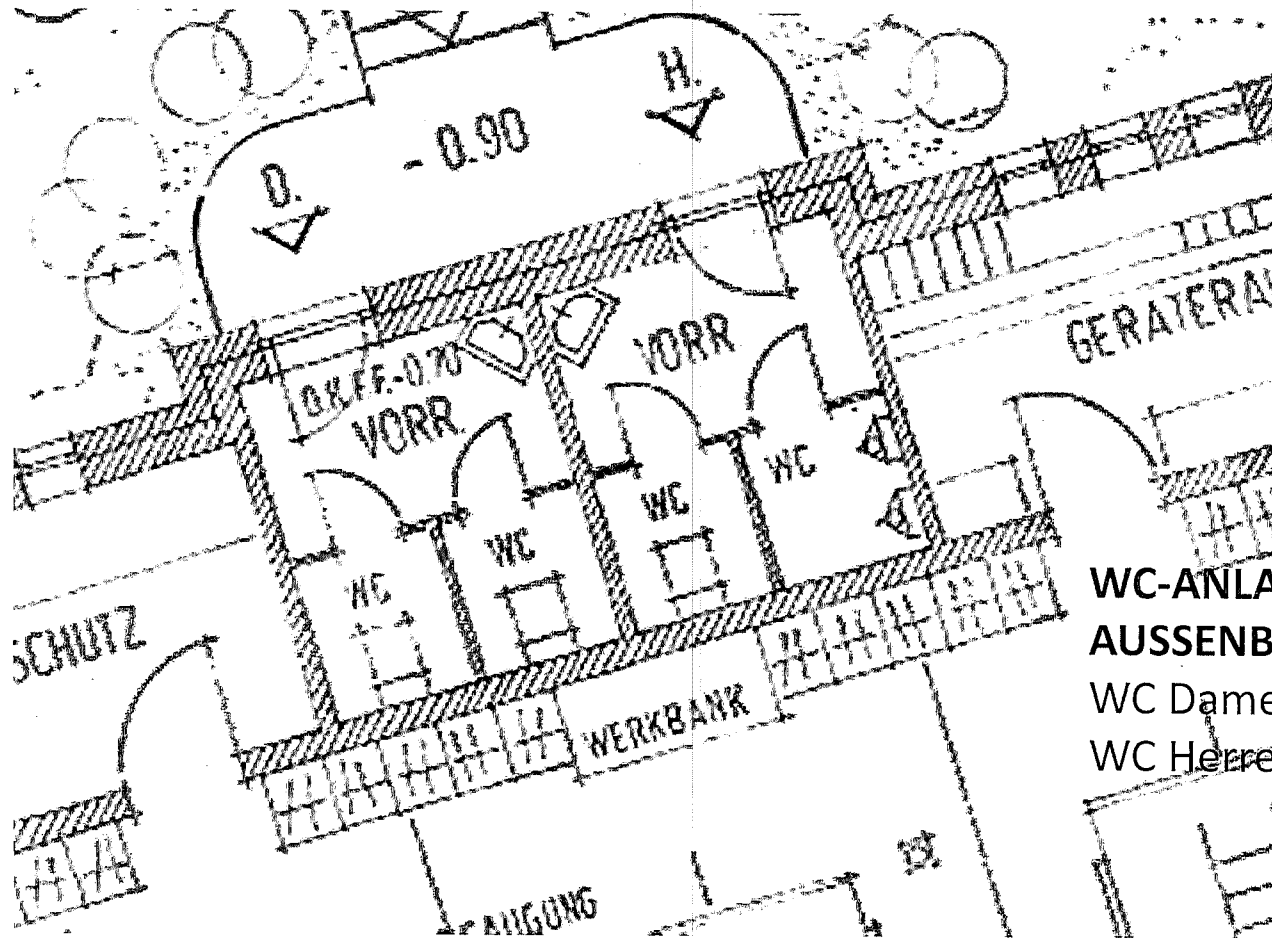 H.
- 0.90
D.
GERÄTERA
VORR
O.K.F.F.-0.70
VORR.
WC
WC
WC
WC
SCHUTZ
WERKBANK
WC-ANLA
AUSSENB
WC Dame
WC Herre
AUGUNG